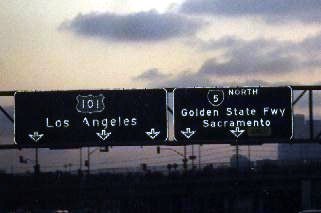 101
Los Angeles
5 NORTH
Golden State Fwy
Sacramento